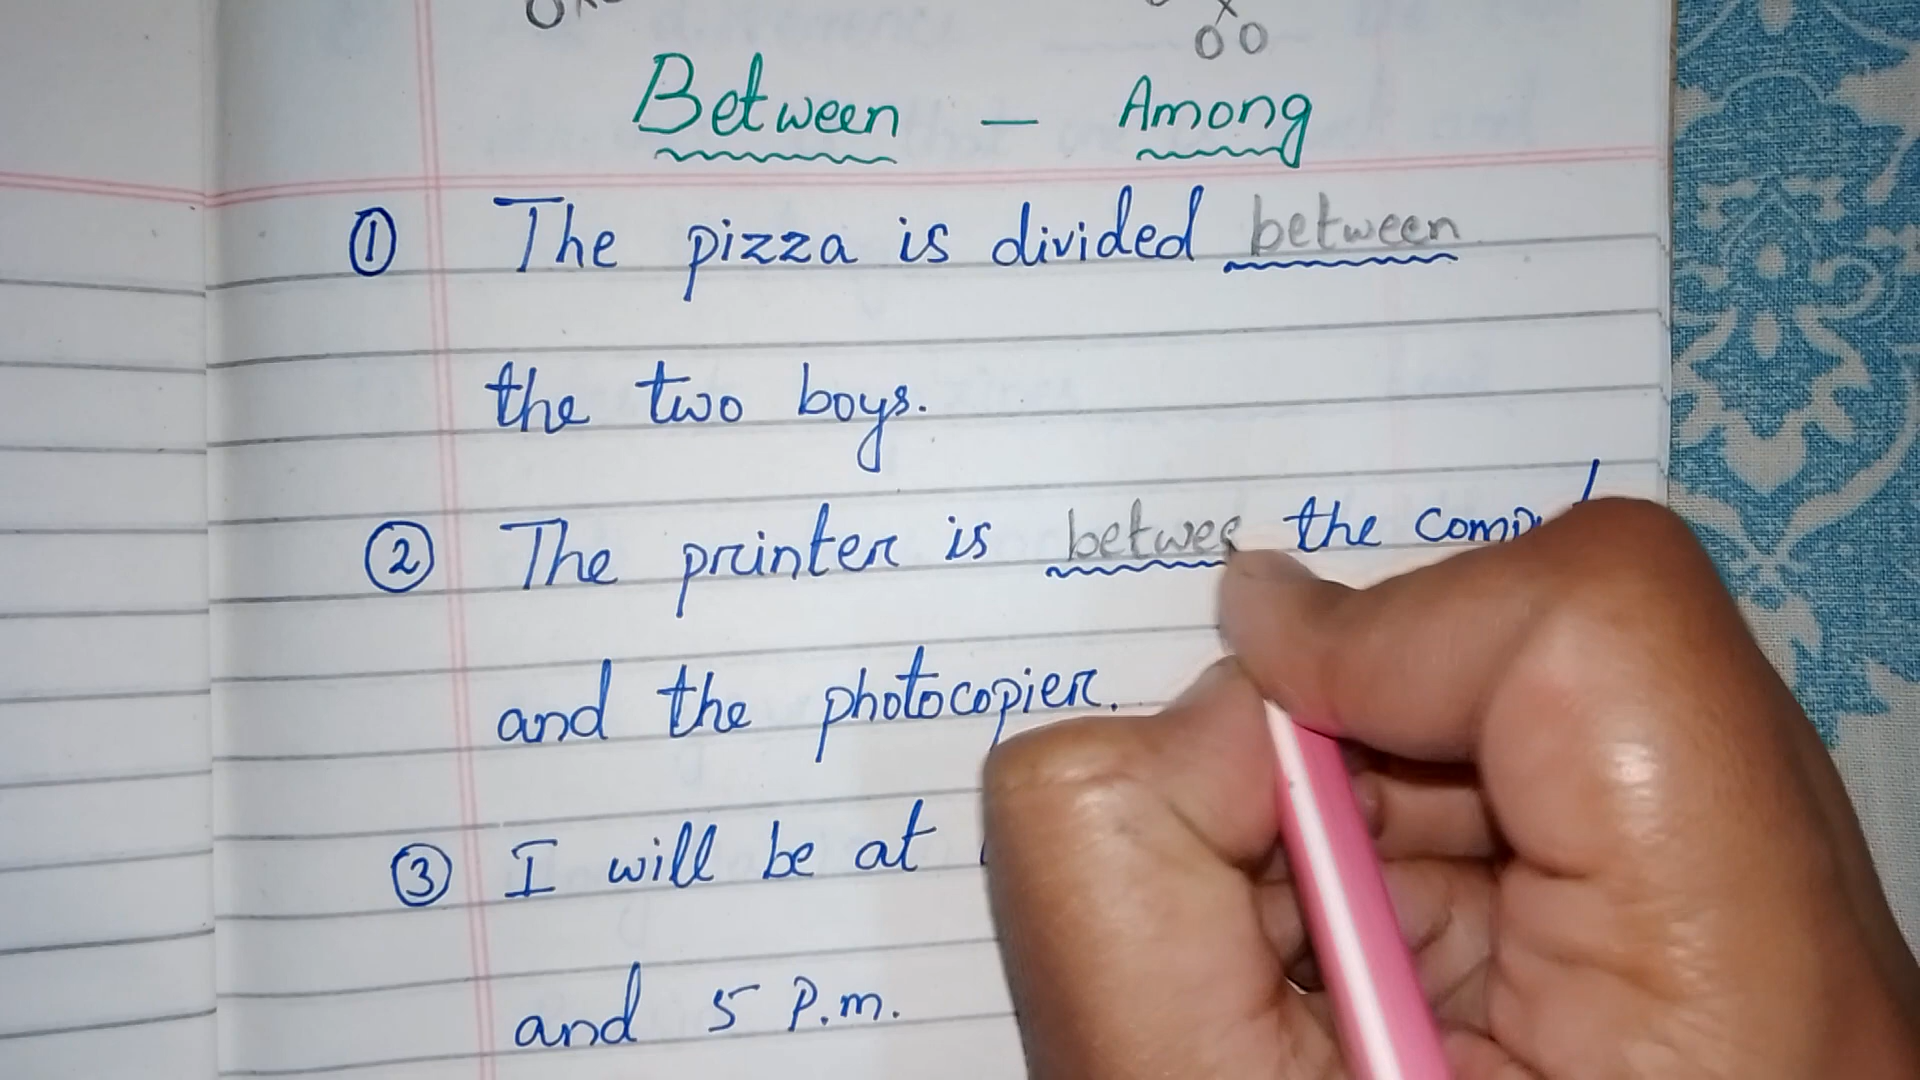 Between - Among
① The pizza is divided between
the two boys.
② The printer is betwee the
and the photocopier.
③ I will be at
and 5 P.m.